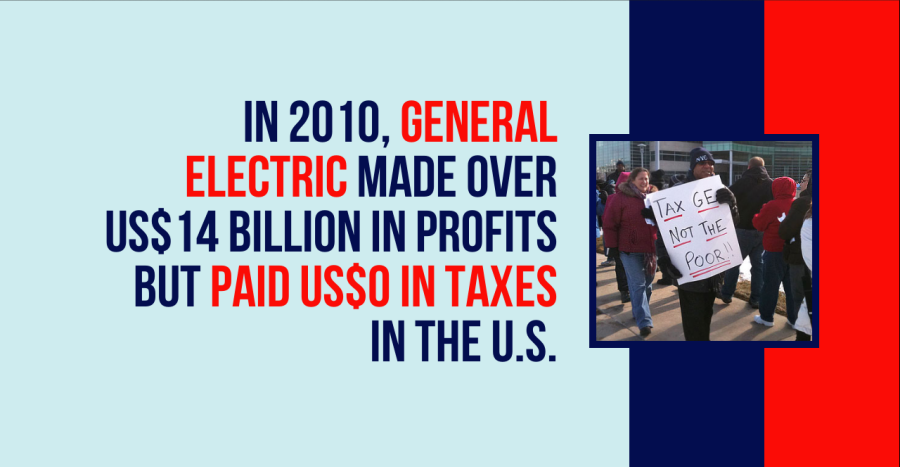 IN 2010, GENERAL
ELECTRIC MADE OVER
US$14 BILLION IN PROFITS
BUT PAID US$0 IN TAXES
IN THE U.S.
TAX GE
NOT THE
POOR!!